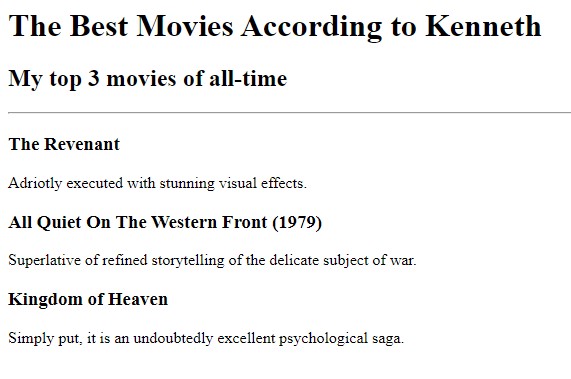 The Best Movies According to Kenneth
My top 3 movies of all-time
The Revenant
Adriotly executed with stunning visual effects.
All Quiet On The Western Front (1979)
Superlative of refined storytelling of the delicate subject of war.
Kingdom of Heaven
Simply put, it is an undoubtedly excellent psychological saga.